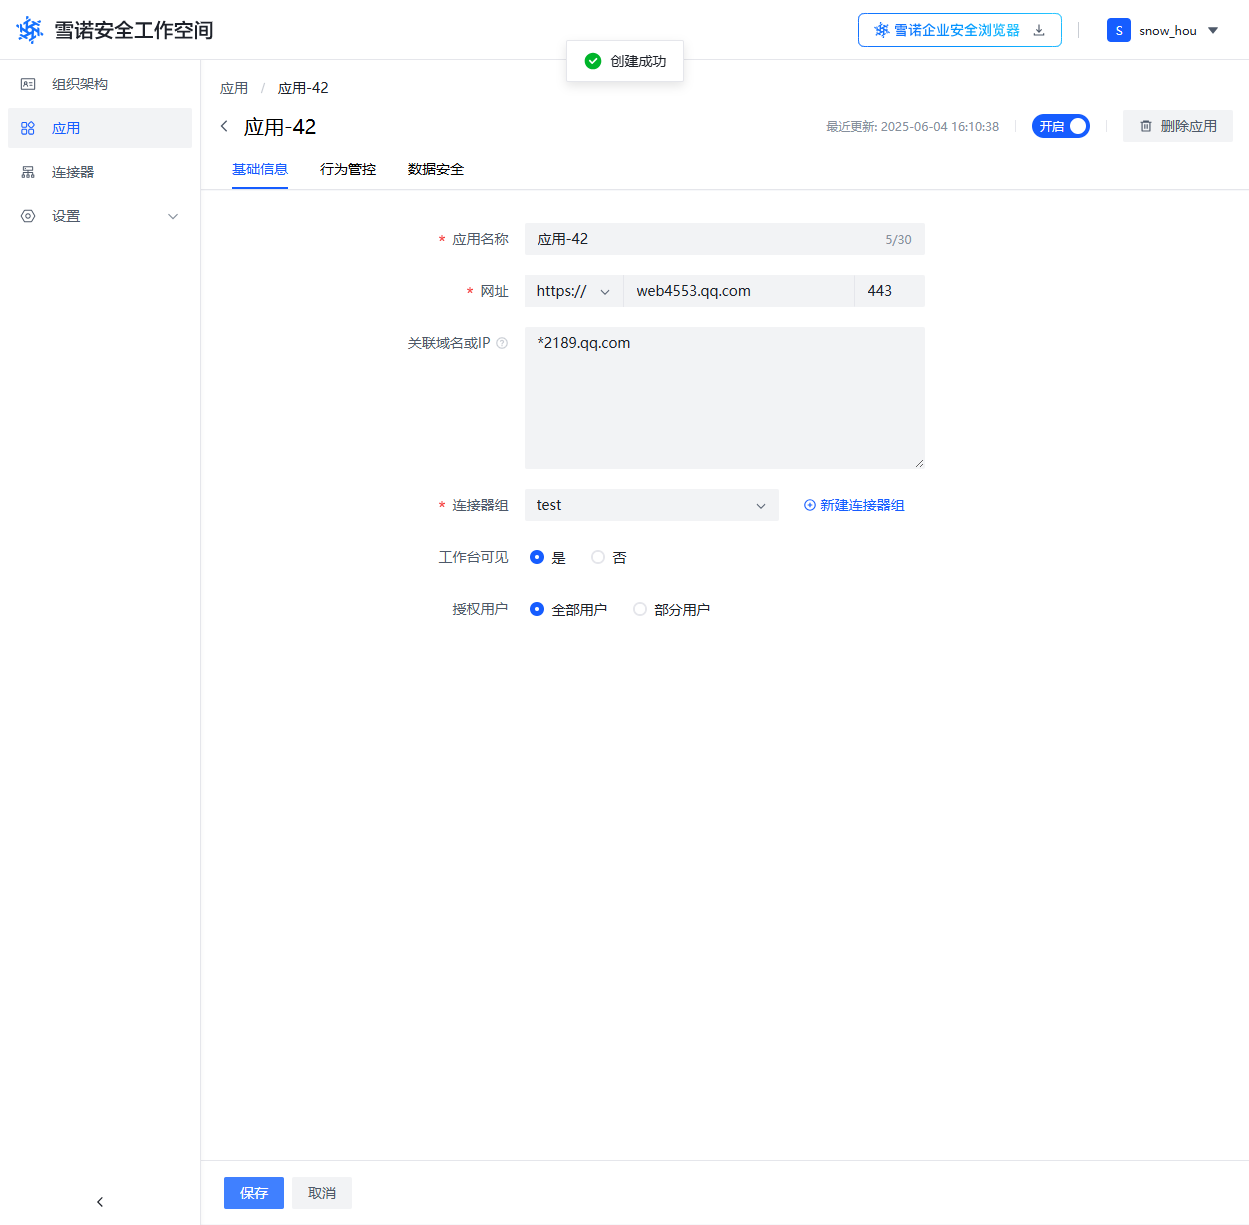 雪诺安全工作空间
雪诺企业安全浏览器
S snow_hou
创建成功
组织架构
应用
连接器
设置
应用 / 应用-42
应用-42
最近更新: 2025-06-04 16:10:38
开启
删除应用
基础信息 行为管控 数据安全
* 应用名称 应用-42 5/30
* 网址 https:// web4553.qq.com 443
关联域名或IP *2189.qq.com
* 连接器组 test 新建连接器组
工作台可见 是 否
授权用户 全部用户 部分用户
保存 取消